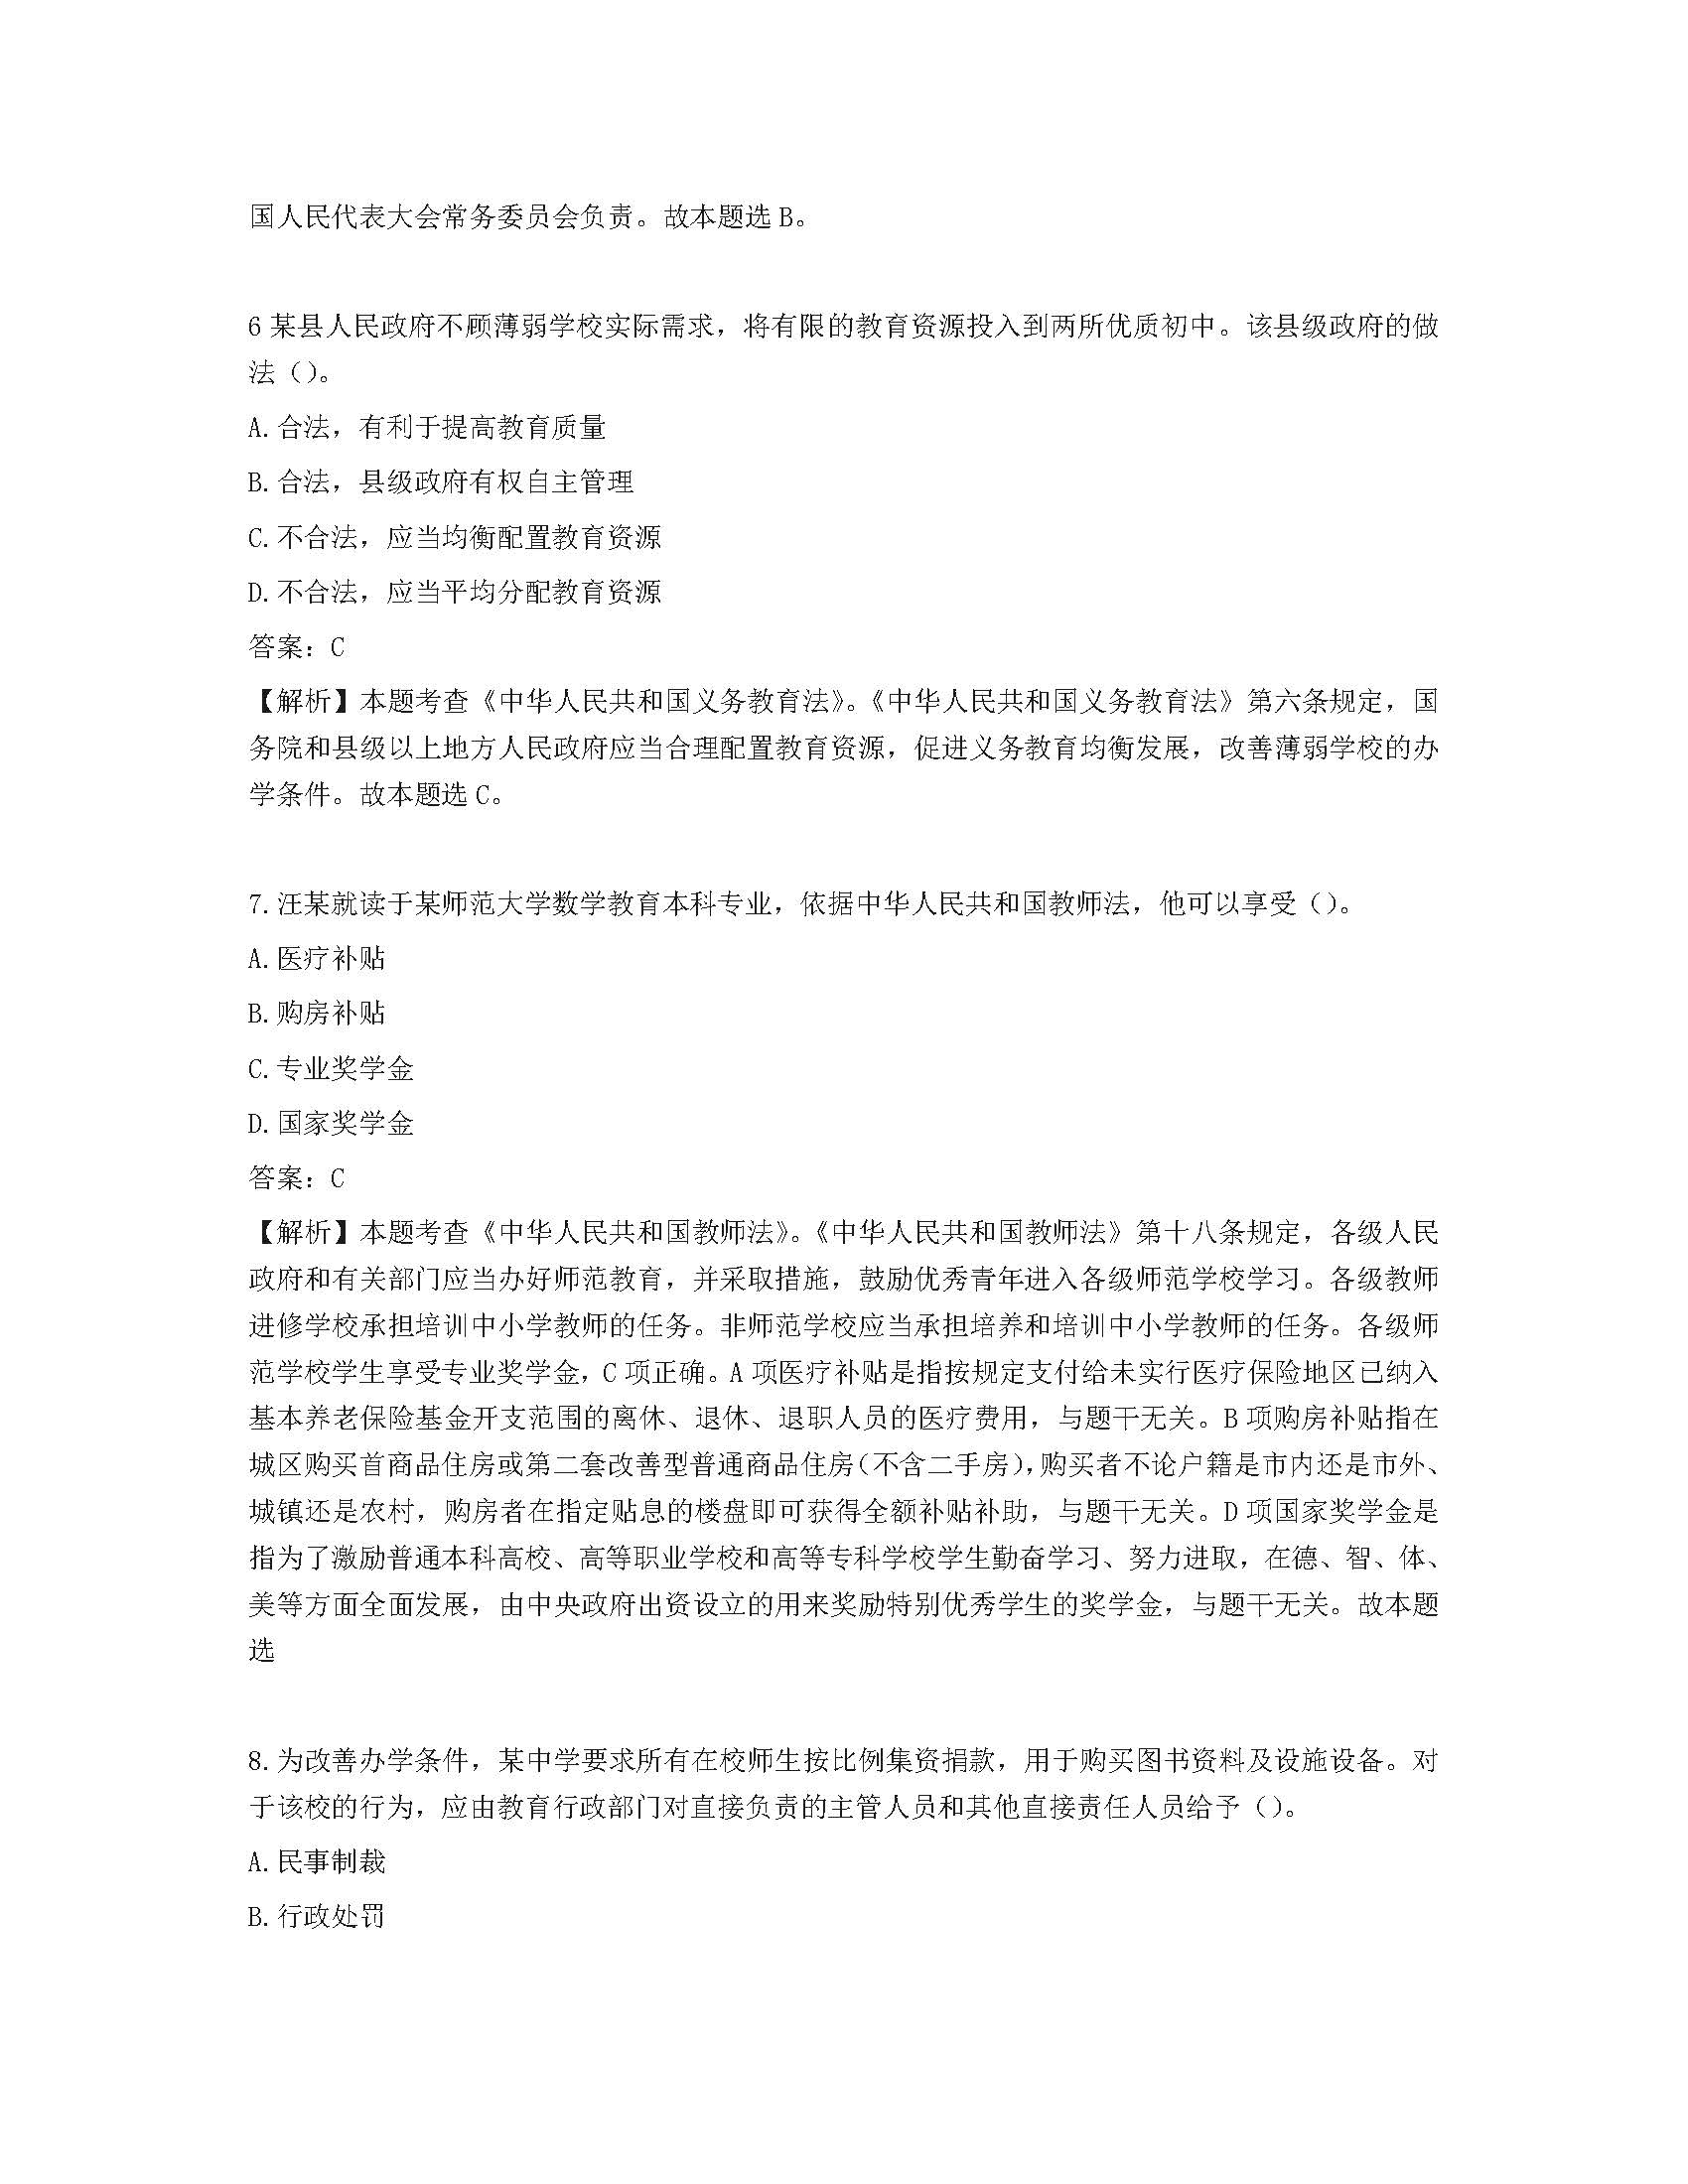 国人民代表大会常务委员会负责。故本题选 B。
6 某县人民政府不顾薄弱学校实际需求，将有限的教育资源投入到两所优质初中。该县级政府的做
法（）。
A.合法，有利于提高教育质量
B.合法，县级政府有权自主管理
C.不合法，应当均衡配置教育资源
D.不合法，应当平均分配教育资源
答案：C
【解析】本题考查《中华人民共和国义务教育法》。《中华人民共和国义务教育法》第六条规定，国
务院和县级以上地方人民政府应当合理配置教育资源，促进义务教育均衡发展，改善薄弱学校的办
学条件。故本题选 C。
7.汪某就读于某师范大学数学教育本科专业，依据中华人民共和国教师法，他可以享受（）。
A.医疗补贴
B.购房补贴
C.专业奖学金
D.国家奖学金
答案：C
【解析】本题考查《中华人民共和国教师法》。《中华人民共和国教师法》第十八条规定，各级人民
政府和有关部门应当办好师范教育，并采取措施，鼓励优秀青年进入各级师范学校学习。各级教师
进修学校承担培训中小学教师的任务。非师范学校应当承担培养和培训中小学教师的任务。各级师
范学校学生享受专业奖学金，C 项正确。A 项医疗补贴是指按规定支付给未实行医疗保险地区已纳入
基本养老保险基金开支范围的离休、退休、退职人员的医疗费用，与题干无关。B 项购房补贴指在
城区购买首商品住房或第二套改善型普通商品住房（不含二手房），购买者不论户籍是市内还是市外、
城镇还是农村，购房者在指定贴息的楼盘即可获得全额补贴补助，与题干无关。D 项国家奖学金是
指为了激励普通本科高校、高等职业学校和高等专科学校学生勤奋学习、努力进取，在德、智、体、
美等方面全面发展，由中央政府出资设立的用来奖励特别优秀学生的奖学金，与题干无关。故本题
选
8.为改善办学条件，某中学要求所有在校师生按比例集资捐款，用于购买图书资料及设施设备。对
于该校的行为，应由教育行政部门对直接负责的主管人员和其他直接责任人员给予（）。
A.民事制裁
B.行政处罚